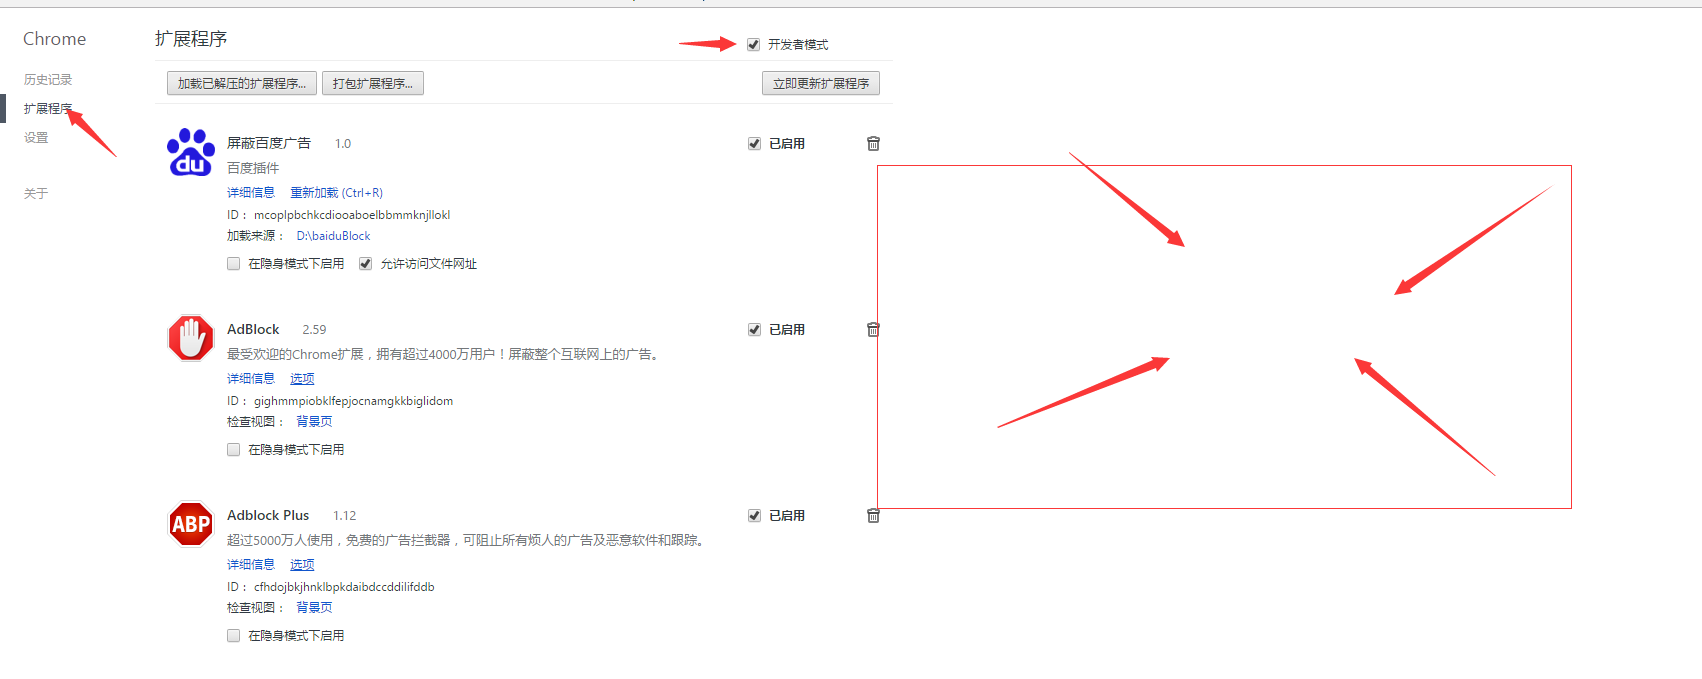 Chrome
历史记录
扩展程序
设置
关于
扩展程序
开发者模式
加载已解压的扩展程序... 打包扩展程序... 立即更新扩展程序
du
屏蔽百度广告 1.0 已启用
百度插件
详细信息 重新加载 (Ctrl+R)
ID： mcoplpbchkcdiooaboelbbmmknjllokl
加载来源： D:\baiduBlock
在隐身模式下启用 允许访问文件网址
AdBlock 2.59 已启用
最受欢迎的Chrome扩展，拥有超过4000万用户！屏蔽整个互联网上的广告。
详细信息 选项
ID： gighmmpiobklfepjocnamgkkbiglidom
检查视图： 背景页
在隐身模式下启用
ABP
Adblock Plus 1.12 已启用
超过5000万人使用，免费的广告拦截器，可阻止所有烦人的广告及恶意软件和跟踪。
详细信息 选项
ID： cfhdojbkjhnklbpkdaibdccddilifddb
检查视图： 背景页
在隐身模式下启用